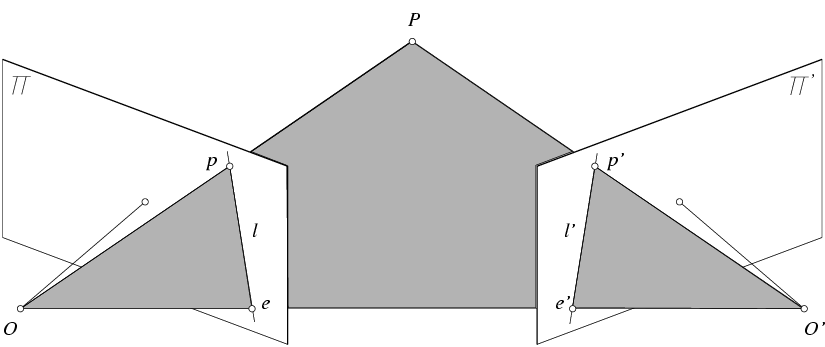 P
Π Π'
p p'
l l'
e e'
O O'